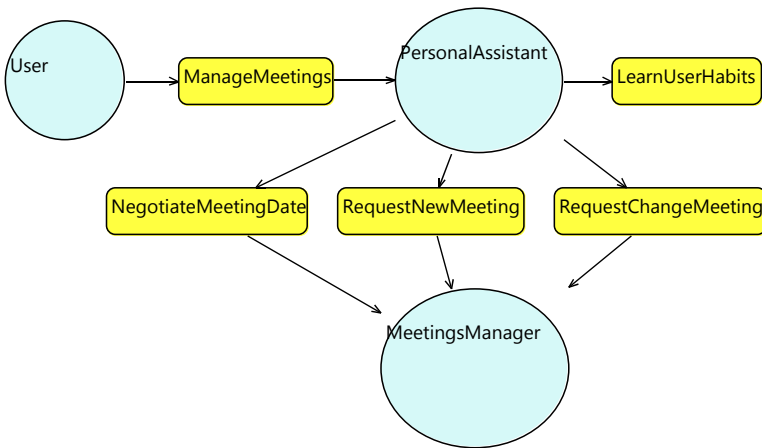 User
ManageMeetings
PersonalAssistant
LearnUserHabits
NegotiateMeetingDate
RequestNewMeeting
RequestChangeMeeting
MeetingsManager